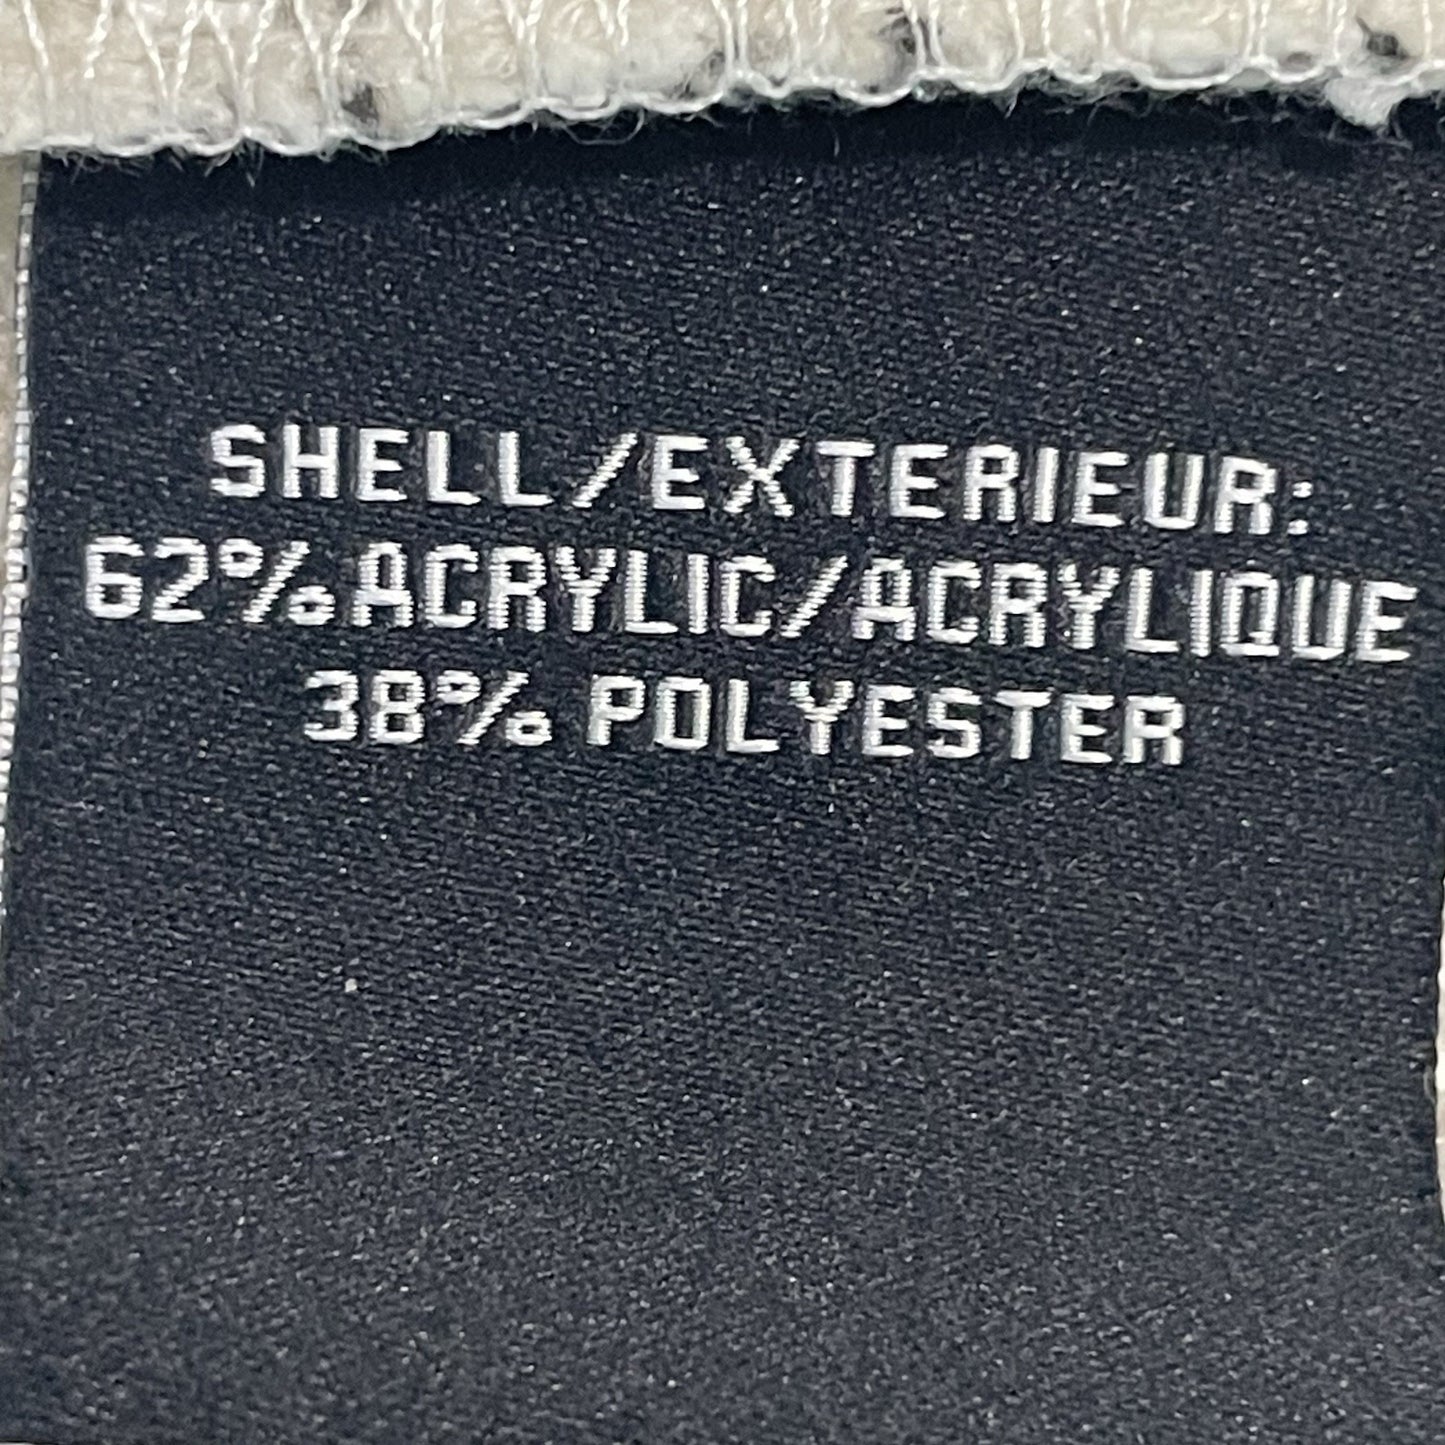 SHELL/EXTERIEUR:
62% ACRYLIC/ACRYLIQUE
38% POLYESTER